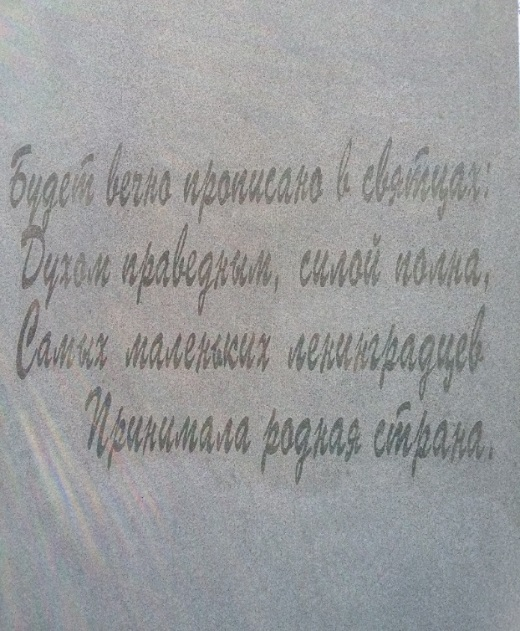 Будет вечно прописано в святцах:
Духом праведным, силой полна,
Самых маленьких ленинградцев
Принимала родная страна.